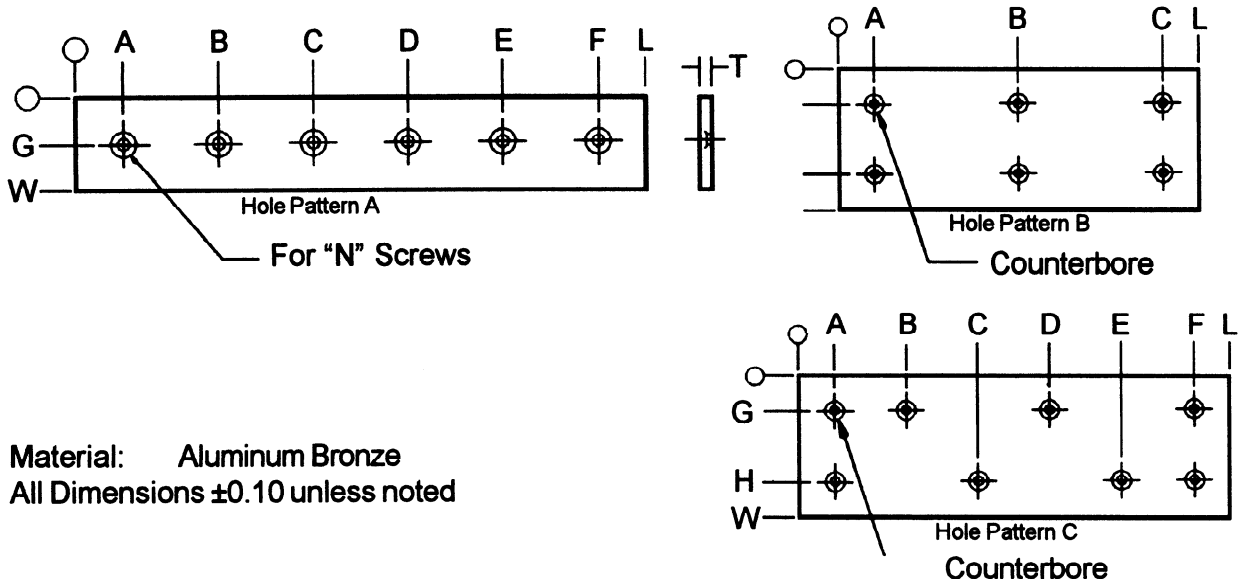 A B C D E F L
T
G
W
Hole Pattern A
For "N" Screws
A B C L
Hole Pattern B
Counterbore
A B C D E F L
G
H
W
Hole Pattern C
Counterbore
Material: Aluminum Bronze
All Dimensions ±0.10 unless noted